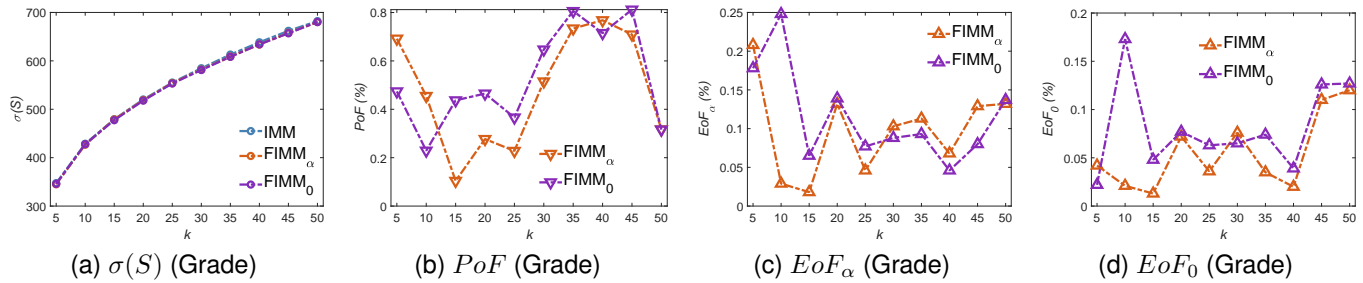 700
600
500
400
300
σ(S)
IMM
FIMMα
FIMM0
5 10 15 20 25 30 35 40 45 50
k
(a) σ(S) (Grade)
0.8
0.6
0.4
0.2
0
PoF (%)
FIMMα
FIMM0
5 10 15 20 25 30 35 40 45 50
k
(b) PoF (Grade)
0.25
0.2
0.15
0.1
0.05
0
EoFα (%)
FIMMα
FIMM0
5 10 15 20 25 30 35 40 45 50
k
(c) EoFα (Grade)
0.2
0.15
0.1
0.05
0
EoF0 (%)
FIMMα
FIMM0
5 10 15 20 25 30 35 40 45 50
k
(d) EoF0 (Grade)